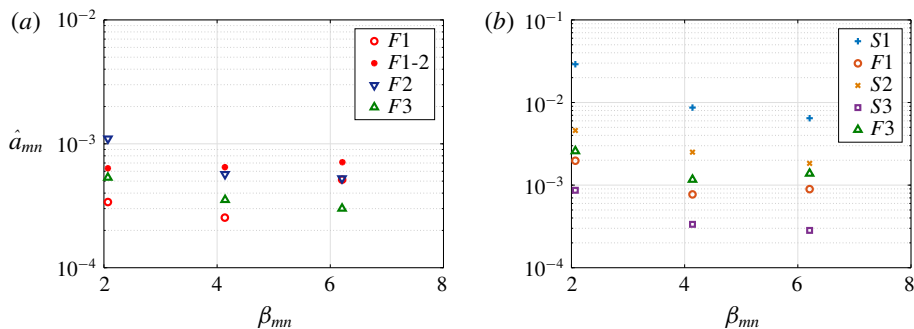 (a)
10⁻²
10⁻³
10⁻⁴
â_mn
2 4 6 8
β_mn
F1
F1-2
F2
F3
(b)
10⁻¹
10⁻²
10⁻³
10⁻⁴
2 4 6 8
β_mn
S1
F1
S2
S3
F3